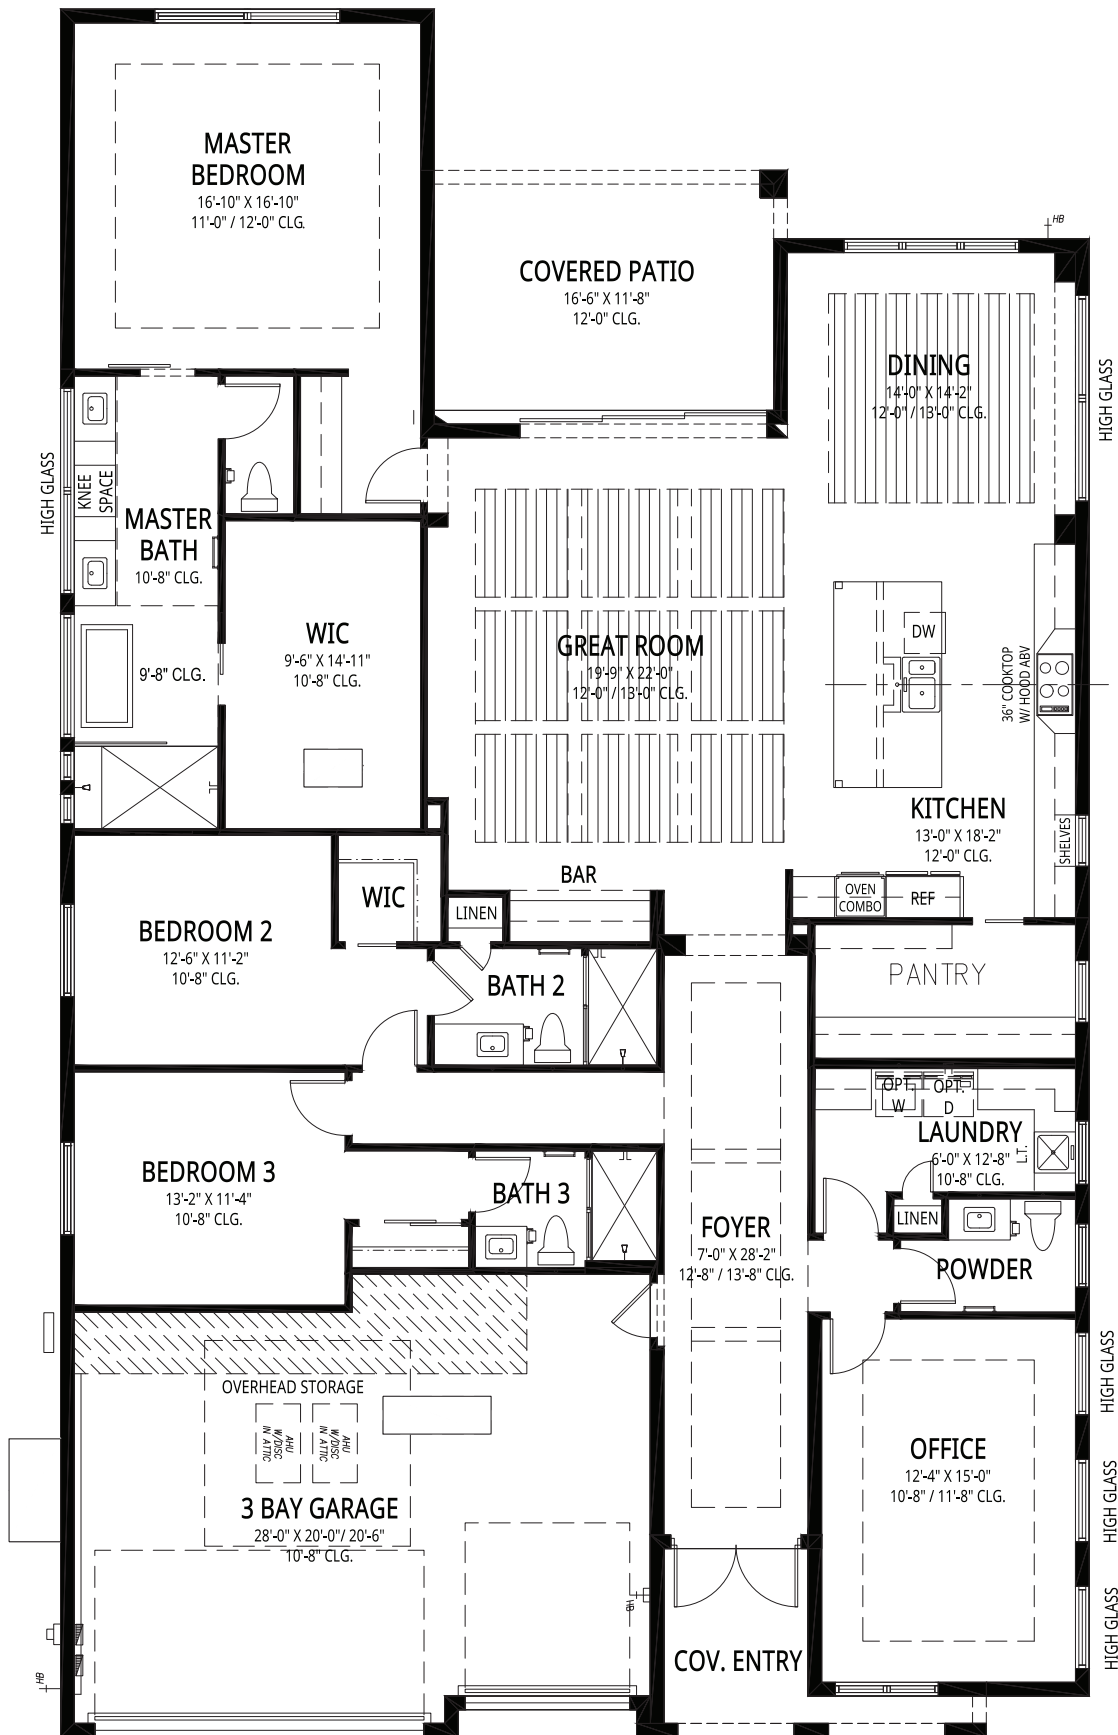 MASTER
BEDROOM
16'-10" X 16'-10"
11'-0" / 12'-0" CLG.
COVERED PATIO
16'-6" X 11'-8"
12'-0" CLG.
HB
DINING
14'-0" X 14'-2"
12'-0" / 13'-0" CLG.
HIGH GLASS
HIGH GLASS
KNEE
SPACE
MASTER
BATH
10'-8" CLG.
9'-8" CLG.
WIC
9'-6" X 14'-11"
10'-8" CLG.
GREAT ROOM
19'-9" X 22'-0"
12'-0" / 13'-0" CLG.
DW
36" COOKTOP
W/ HOOD ABV
KITCHEN
13'-0" X 18'-2"
12'-0" CLG.
SHELVES
OVEN
COMBO
REF
BAR
LINEN
WIC
BEDROOM 2
12'-6" X 11'-2"
10'-8" CLG.
BATH 2
PANTRY
OPT.
W
OPT.
D
LAUNDRY
6'-0" X 12'-8"
10'-8" CLG.
L.T.
BEDROOM 3
13'-2" X 11'-4"
10'-8" CLG.
BATH 3
FOYER
7'-0" X 28'-2"
12'-8" / 13'-8" CLG.
LINEN
POWDER
OVERHEAD STORAGE
AHU
W/DISC
IN ATTIC
AHU
W/DISC
IN ATTIC
3 BAY GARAGE
28'-0" X 20'-0"/ 20'-6"
10'-8" CLG.
OFFICE
12'-4" X 15'-0"
10'-8" / 11'-8" CLG.
HIGH GLASS
HIGH GLASS
HIGH GLASS
HB
HB
COV. ENTRY